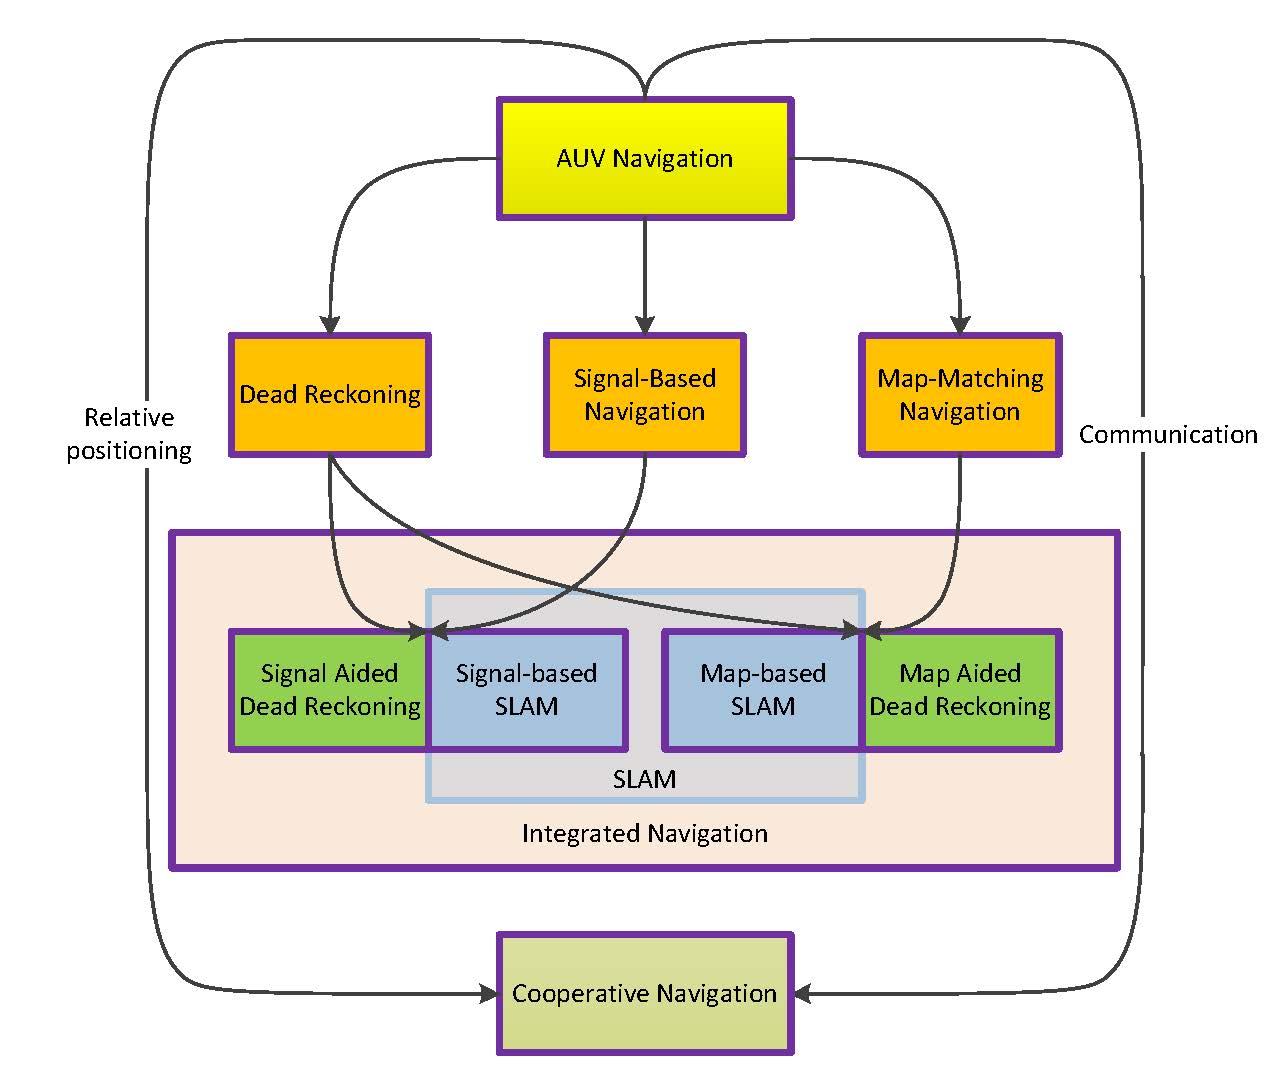 AUV Navigation
Dead Reckoning
Signal-Based
Navigation
Map-Matching
Navigation
Relative
positioning
Communication
Signal Aided
Dead Reckoning
Signal-based
SLAM
Map-based
SLAM
Map Aided
Dead Reckoning
SLAM
Integrated Navigation
Cooperative Navigation